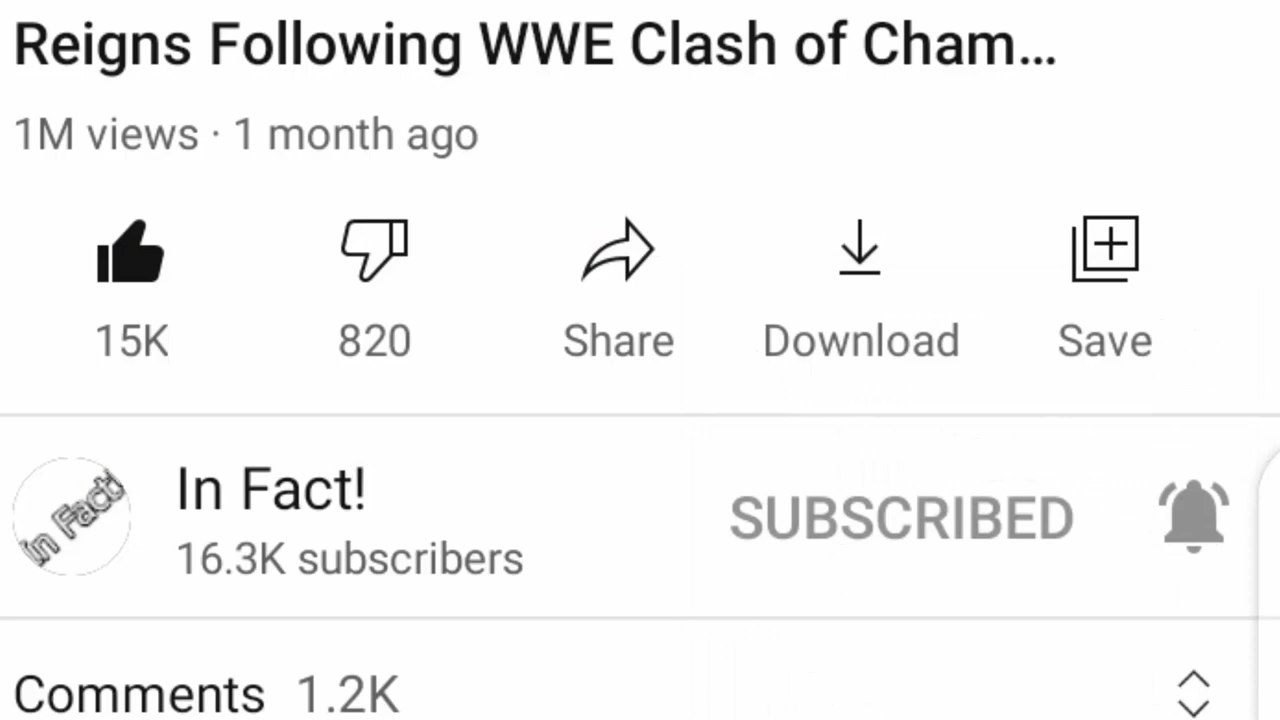 Reigns Following WWE Clash of Cham...
1M views · 1 month ago
15K 820 Share Download Save
In Fact!
In Fact!
16.3K subscribers
SUBSCRIBED
Comments 1.2K